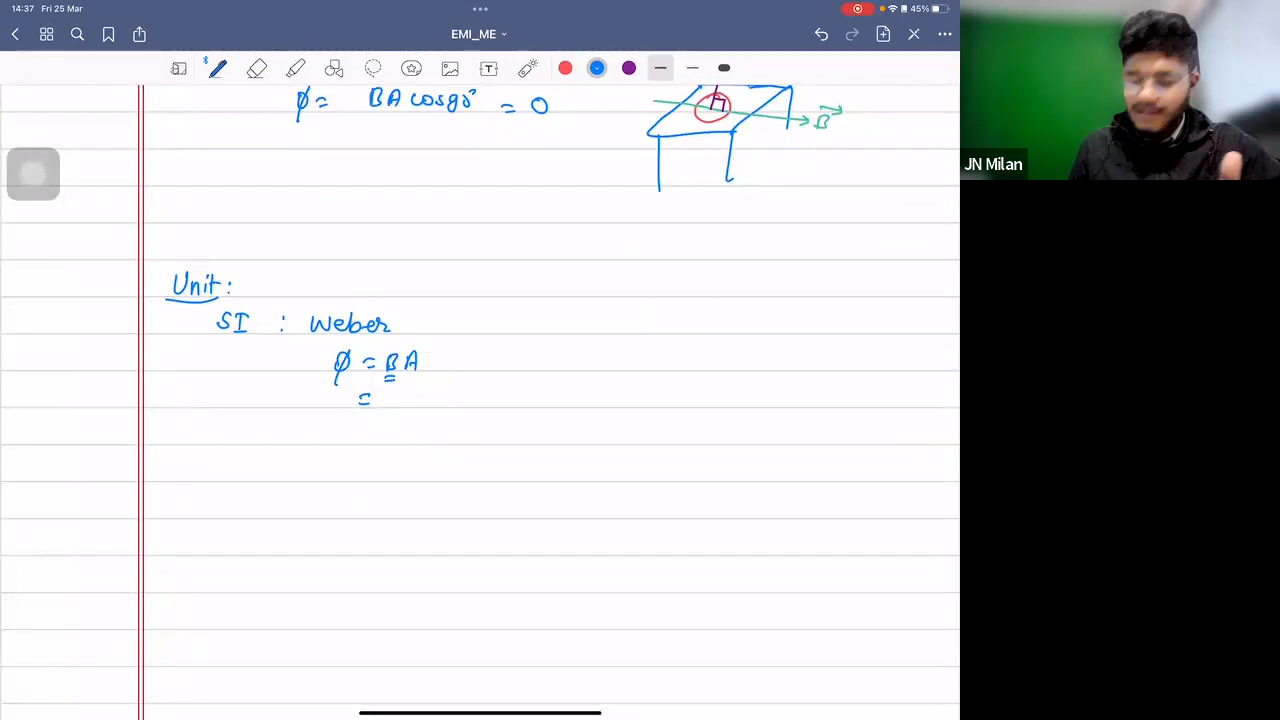 14:37 Fri 25 Mar
45%
EMI_ME
T
ϕ = BA cos90° = 0
B
JN Milan
Unit:
SI : Weber
ϕ = BA
=